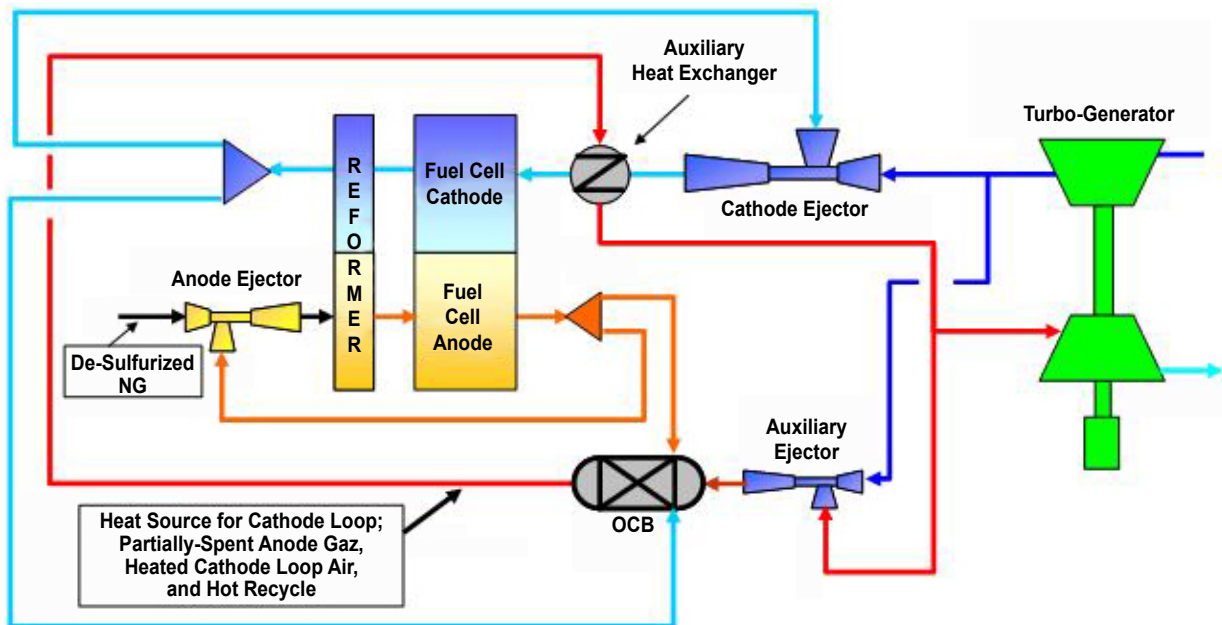 Auxiliary
Heat Exchanger
Turbo-Generator
REFORMER
Fuel Cell
Cathode
Cathode Ejector
Anode Ejector
Fuel
Cell
Anode
De-Sulfurized
NG
Auxiliary
Ejector
OCB
Heat Source for Cathode Loop;
Partially-Spent Anode Gaz,
Heated Cathode Loop Air,
and Hot Recycle